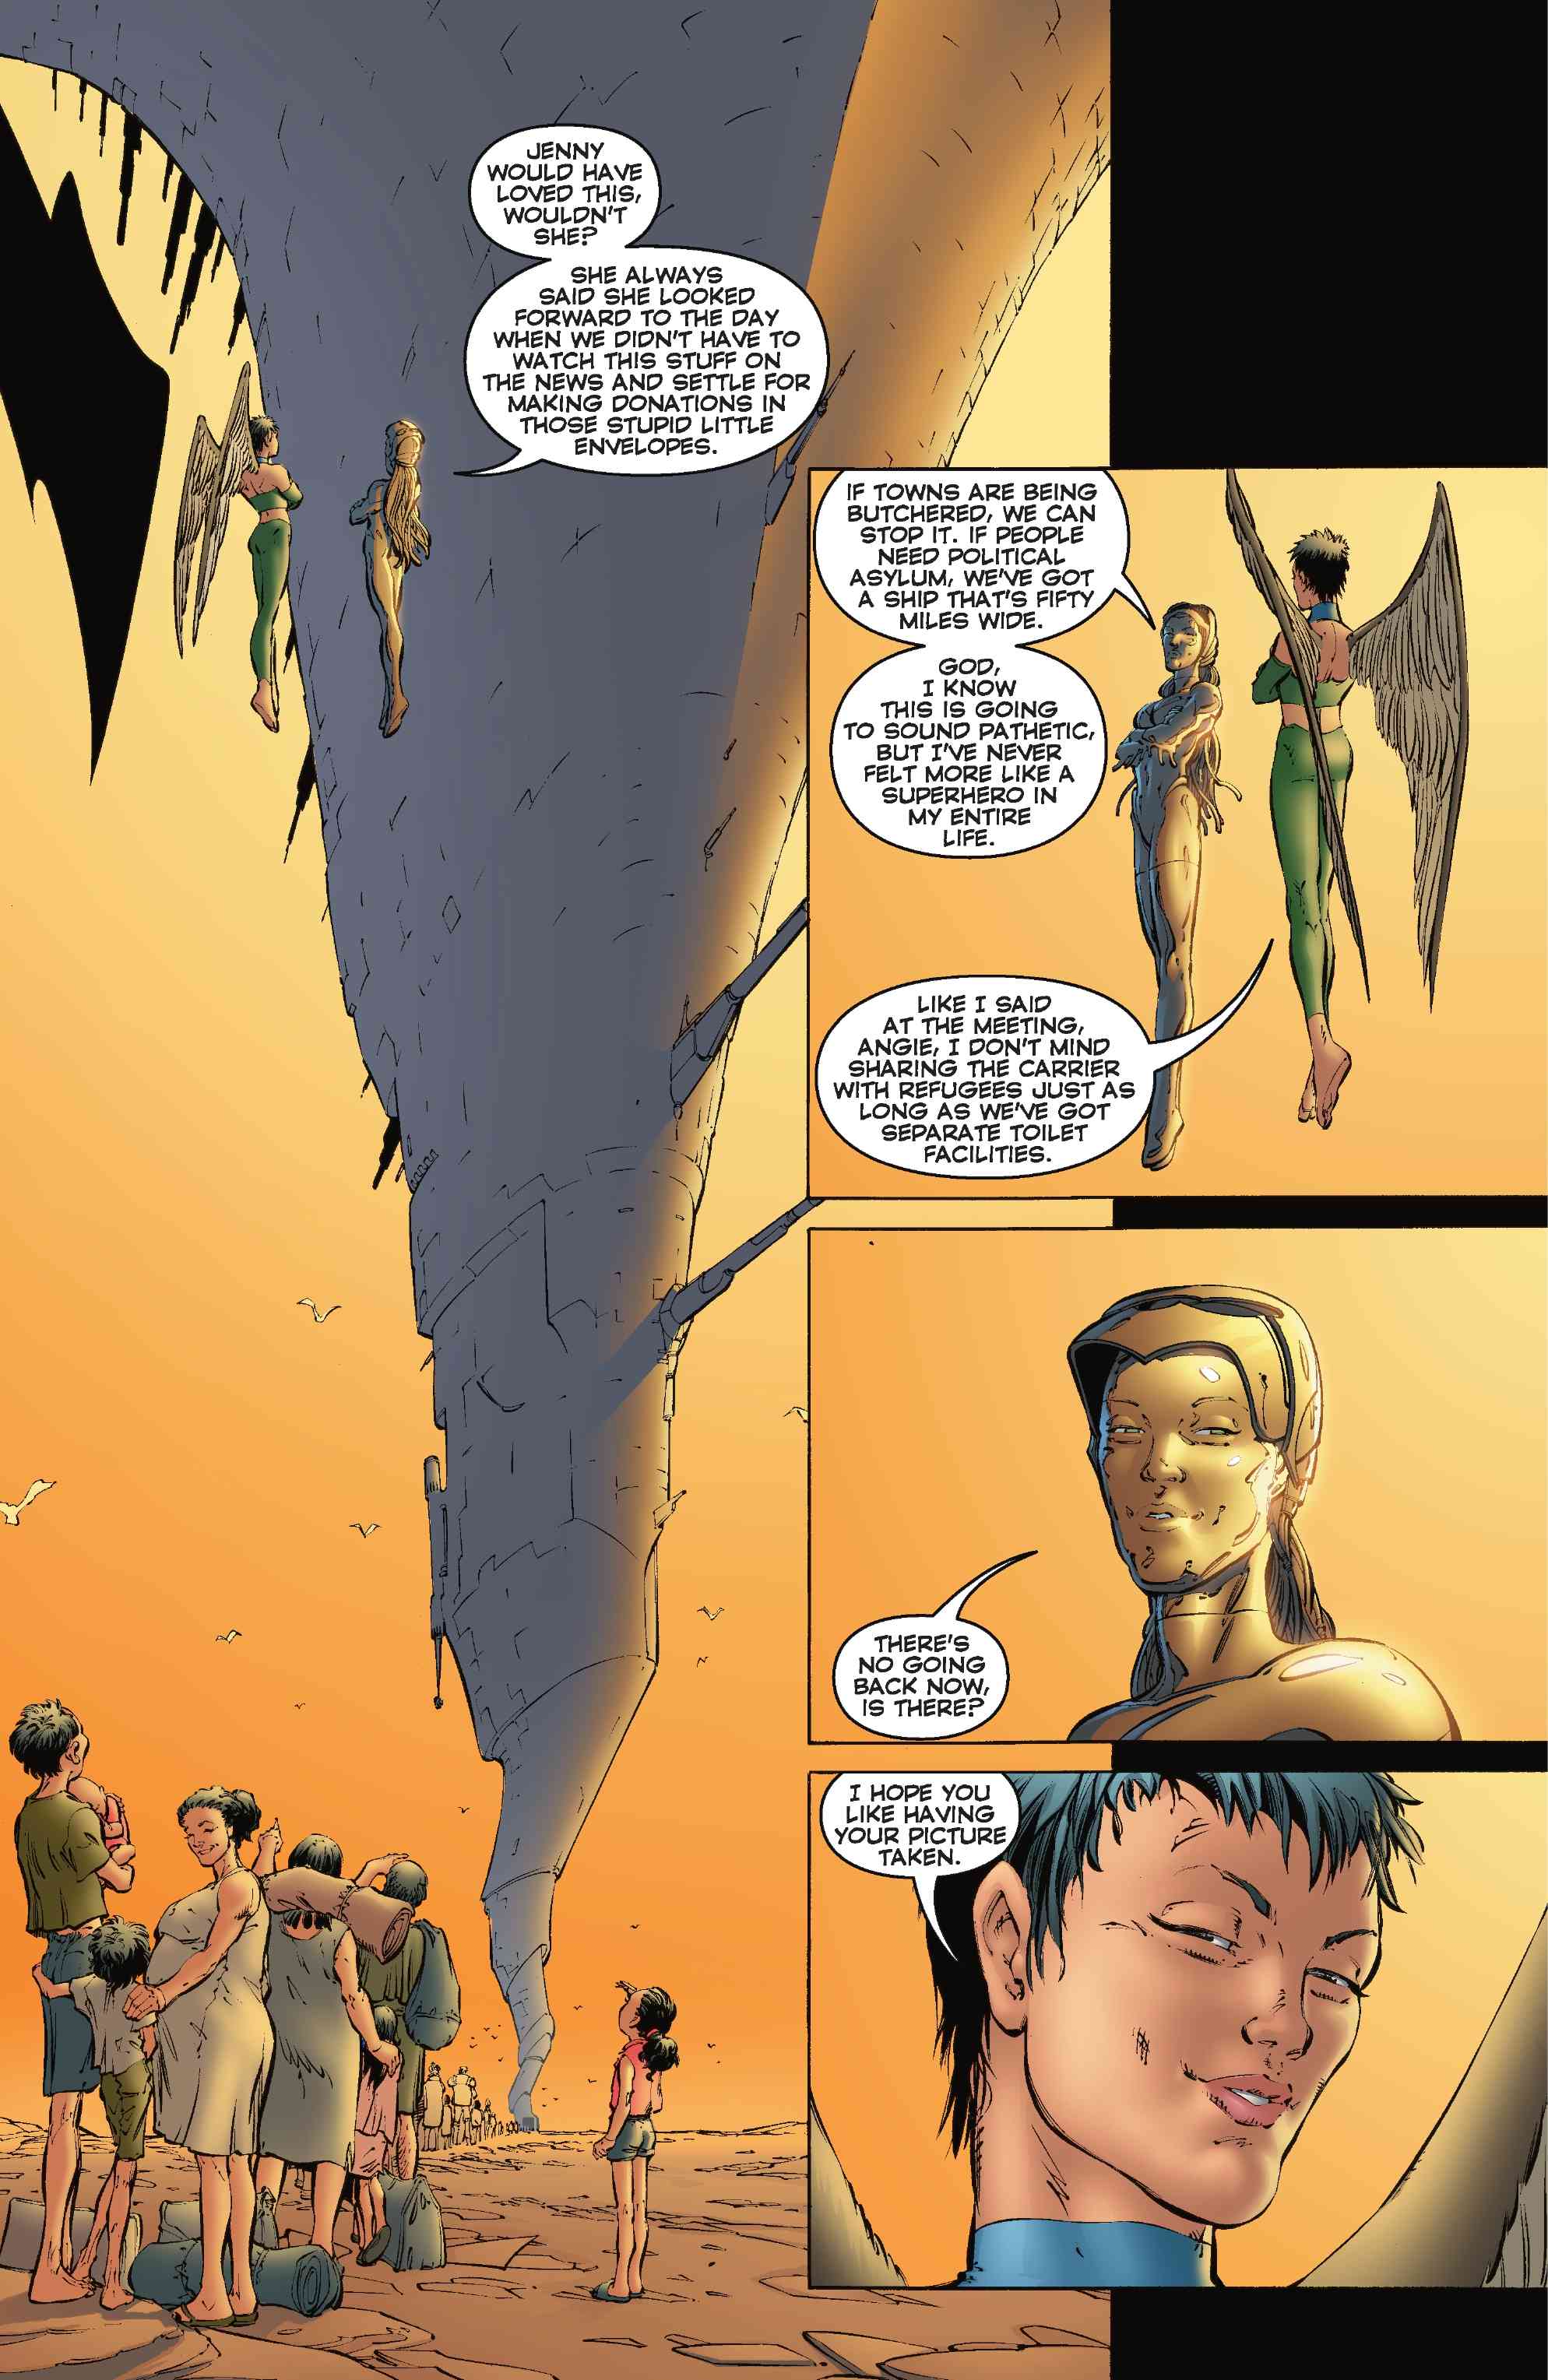 JENNY
WOULD HAVE
LOVED THIS,
WOULDN'T
SHE?
SHE ALWAYS
SAID SHE LOOKED
FORWARD TO THE DAY
WHEN WE DIDN'T HAVE TO
WATCH THIS STUFF ON
THE NEWS AND SETTLE FOR
MAKING DONATIONS IN
THOSE STUPID LITTLE
ENVELOPES.
IF TOWNS ARE BEING
BUTCHERED, WE CAN
STOP IT. IF PEOPLE
NEED POLITICAL
ASYLUM, WE'VE GOT
A SHIP THAT'S FIFTY
MILES WIDE.
GOD,
I KNOW
THIS IS GOING
TO SOUND PATHETIC,
BUT I'VE NEVER
FELT MORE LIKE A
SUPERHERO IN
MY ENTIRE
LIFE.
LIKE I SAID
AT THE MEETING,
ANGIE, I DON'T MIND
SHARING THE CARRIER
WITH REFUGEES JUST AS
LONG AS WE'VE GOT
SEPARATE TOILET
FACILITIES.
THERE'S
NO GOING
BACK NOW,
IS THERE?
I HOPE YOU
LIKE HAVING
YOUR PICTURE
TAKEN.